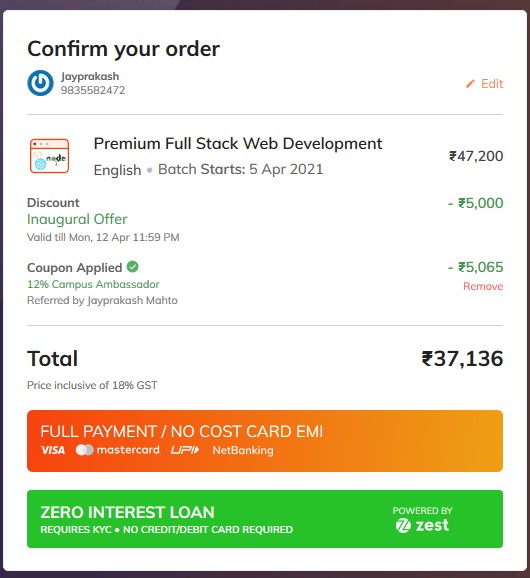 Confirm your order
Jayprakash
9835582472
Edit
node
Premium Full Stack Web Development
₹47,200
English • Batch Starts: 5 Apr 2021
Discount
- ₹5,000
Inaugural Offer
Valid till Mon, 12 Apr 11:59 PM
Coupon Applied
- ₹5,065
12% Campus Ambassador
Remove
Referred by Jayprakash Mahto
Total
₹37,136
Price inclusive of 18% GST
FULL PAYMENT / NO COST CARD EMI
VISA mastercard UPI NetBanking
ZERO INTEREST LOAN
POWERED BY
REQUIRES KYC • NO CREDIT/DEBIT CARD REQUIRED
zest